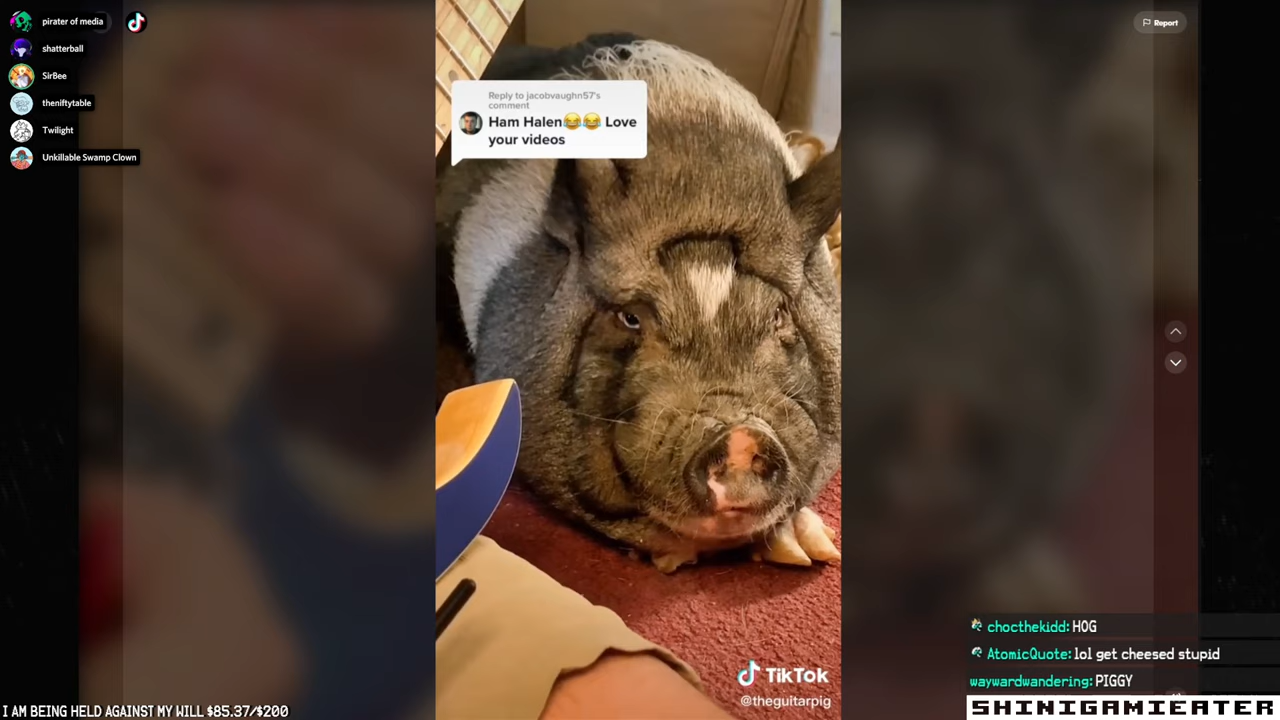 pirater of media
shatterball
SirBee
theniftytable
Twilight
Unkillable Swamp Clown
Report
Reply to jacobvaughn57's
comment
Ham Halen😂😂 Love
your videos
TikTok
@theguitarpig
chocthekidd: HOG
AtomicQuote: lol get cheesed stupid
waywardwandering: PIGGY
SHINIGAMIEATER
I AM BEING HELD AGAINST MY WILL $85.37/$200